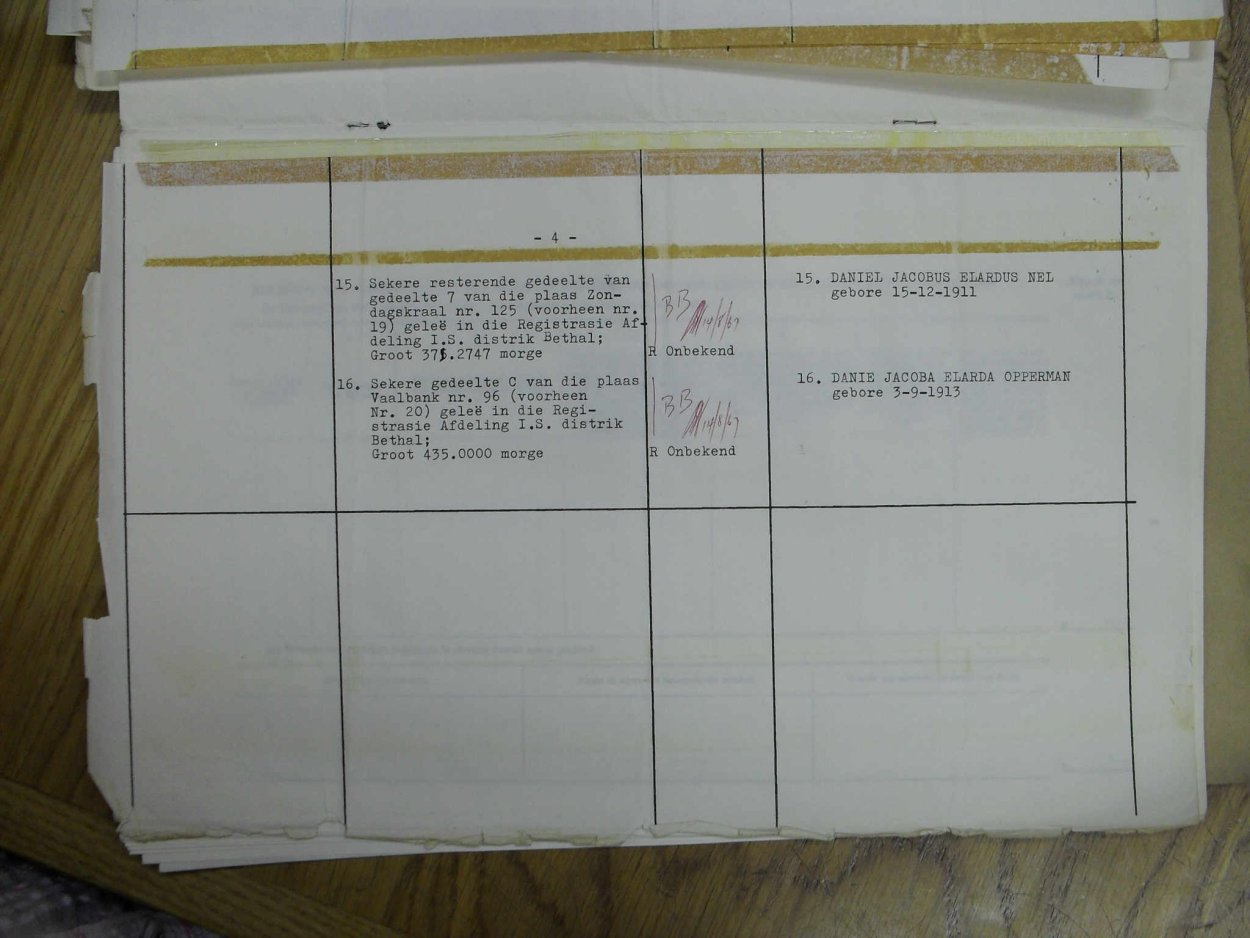 - 4 -
15. Sekere resterende gedeelte van
gedeelte 7 van die plaas Zon-
dagskraal nr. 125 (voorheen nr.
19) geleë in die Registrasie Af-
deling I.S. distrik Bethal;
Groot 375.2747 morge
BB
14/8/67
R Onbekend
15. DANIEL JACOBUS ELARDUS NEL
gebore 15-12-1911
16. Sekere gedeelte C van die plaas
Vaalbank nr. 96 (voorheen
Nr. 20) geleë in die Regi-
strasie Afdeling I.S. distrik
Bethal;
Groot 435.0000 morge
BB
14/8/67
R Onbekend
16. DANIE JACOBA ELARDA OPPERMAN
gebore 3-9-1913